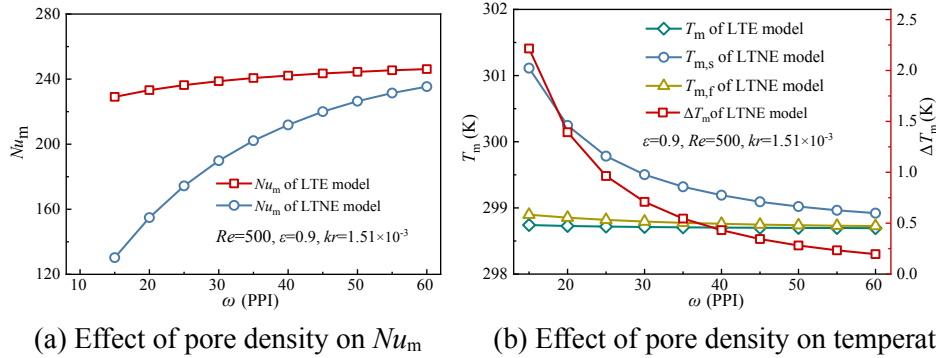 280
240
200
160
120
Nuₘ
10
20
30
40
50
60
ω (PPI)
Nuₘ of LTE model
Nuₘ of LTNE model
Re=500, ε=0.9, kr=1.51×10⁻³
302
301
300
299
298
Tₘ (K)
20
30
40
50
60
ω (PPI)
2.5
2.0
1.5
1.0
0.5
0.0
ΔTₘ (K)
Tₘ of LTE model
Tₘ,ₛ of LTNE model
Tₘ,f of LTNE model
ΔTₘ of LTNE model
ε=0.9, Re=500, kr=1.51×10⁻³
(a) Effect of pore density on Nuₘ
(b) Effect of pore density on temperat